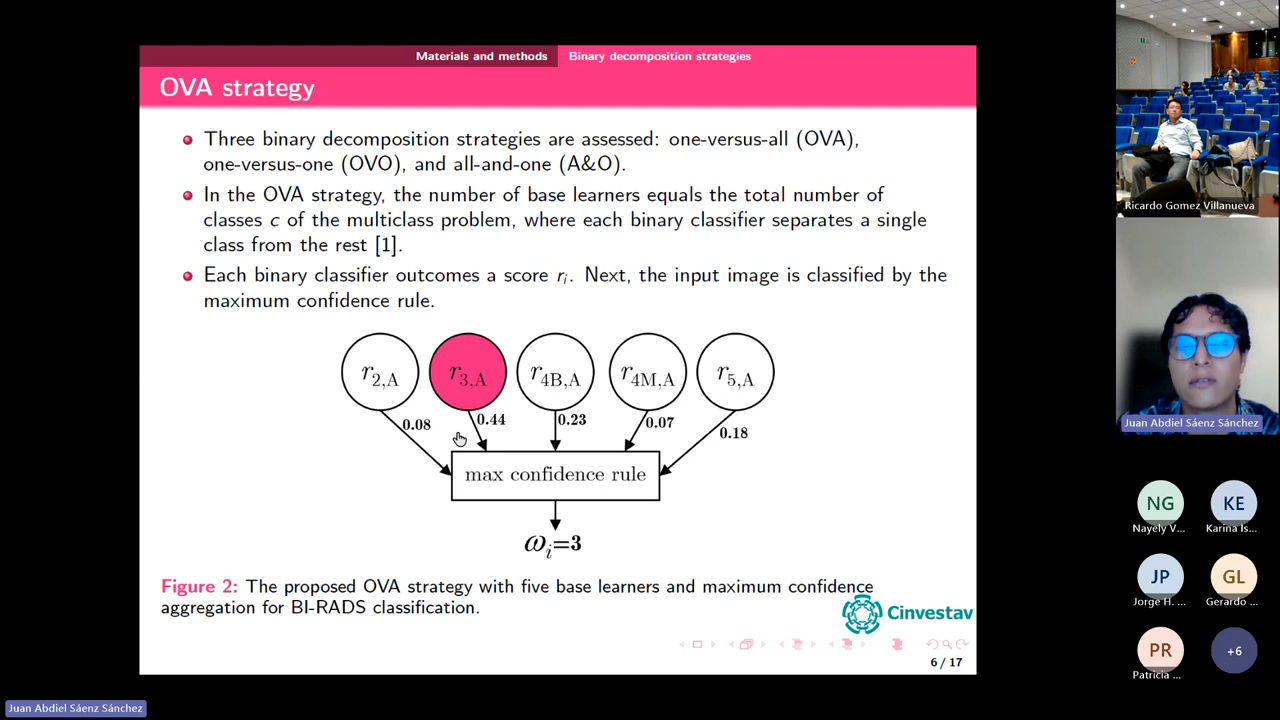 Materials and methods
Binary decomposition strategies
OVA strategy
Three binary decomposition strategies are assessed: one-versus-all (OVA),
one-versus-one (OVO), and all-and-one (A&O).
In the OVA strategy, the number of base learners equals the total number of
classes c of the multiclass problem, where each binary classifier separates a single
class from the rest [1].
Each binary classifier outcomes a score rᵢ. Next, the input image is classified by the
maximum confidence rule.
r2,A
r3,A
r4B,A
r4M,A
r5,A
0.08
0.44
0.23
0.07
0.18
max confidence rule
ωᵢ=3
Figure 2: The proposed OVA strategy with five base learners and maximum confidence
aggregation for BI-RADS classification.
Cinvestav
6 / 17
Ricardo Gomez Villanueva
Juan Abdiel Sáenz Sánchez
NG
Nayely V...
KE
Karina Is...
JP
Jorge H. ...
GL
Gerardo ...
PR
Patricia ...
+6
Juan Abdiel Sáenz Sánchez